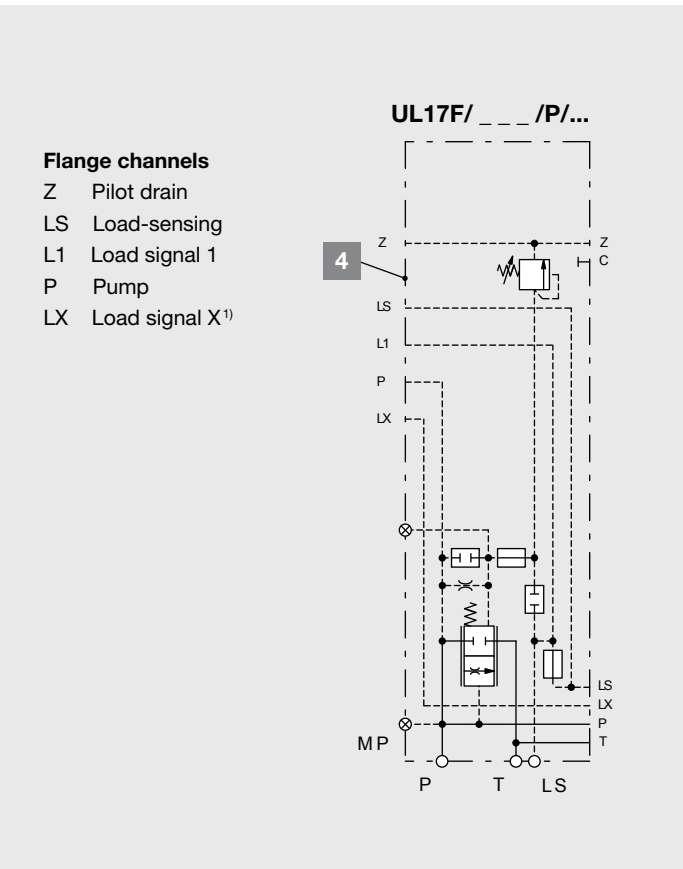 UL17F/ _ _ _ /P/...
Flange channels
Z Pilot drain
LS Load-sensing
L1 Load signal 1
P Pump
LX Load signal X1)
4
Z
LS
L1
P
LX
Z
C
LS
LX
P
T
MP
P T LS